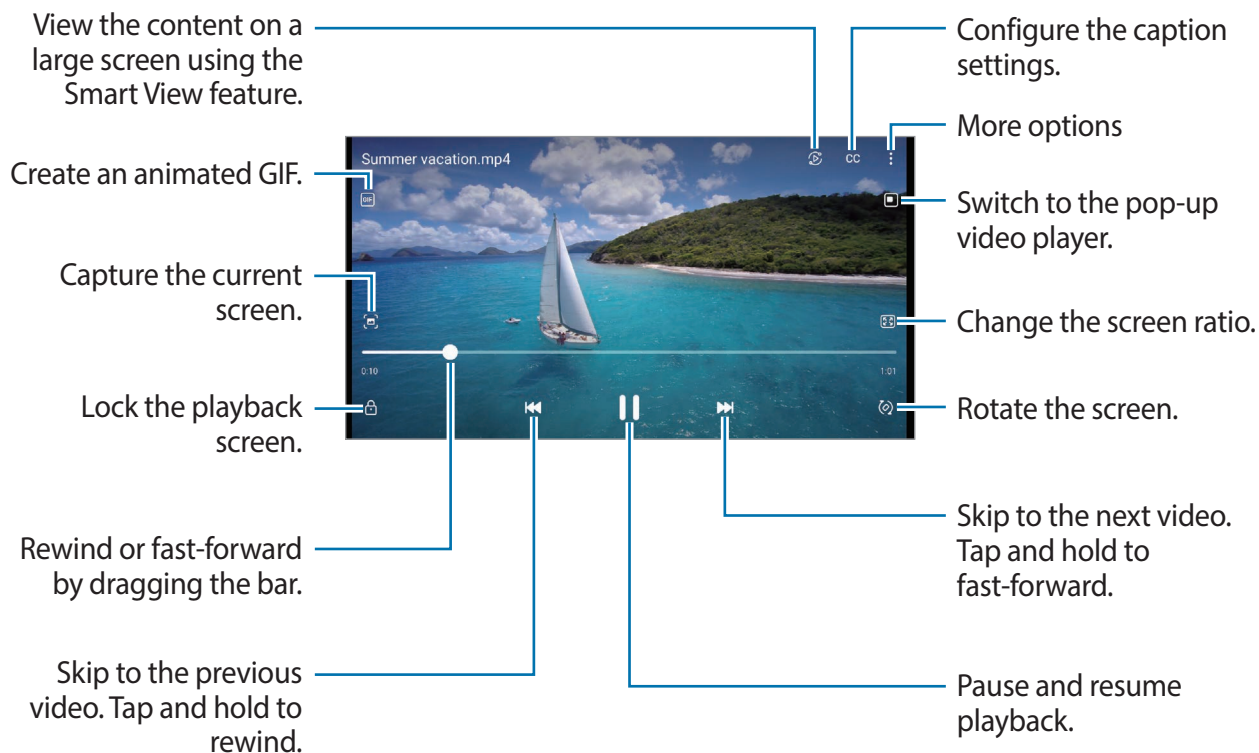 View the content on a
large screen using the
Smart View feature.
Configure the caption
settings.
More options
Create an animated GIF.
Switch to the pop-up
video player.
Capture the current
screen.
Change the screen ratio.
Lock the playback
screen.
Rotate the screen.
Rewind or fast-forward
by dragging the bar.
Skip to the next video.
Tap and hold to
fast-forward.
Skip to the previous
video. Tap and hold to
rewind.
Pause and resume
playback.
Summer vacation.mp4
CC
GIF
0:10
1:01